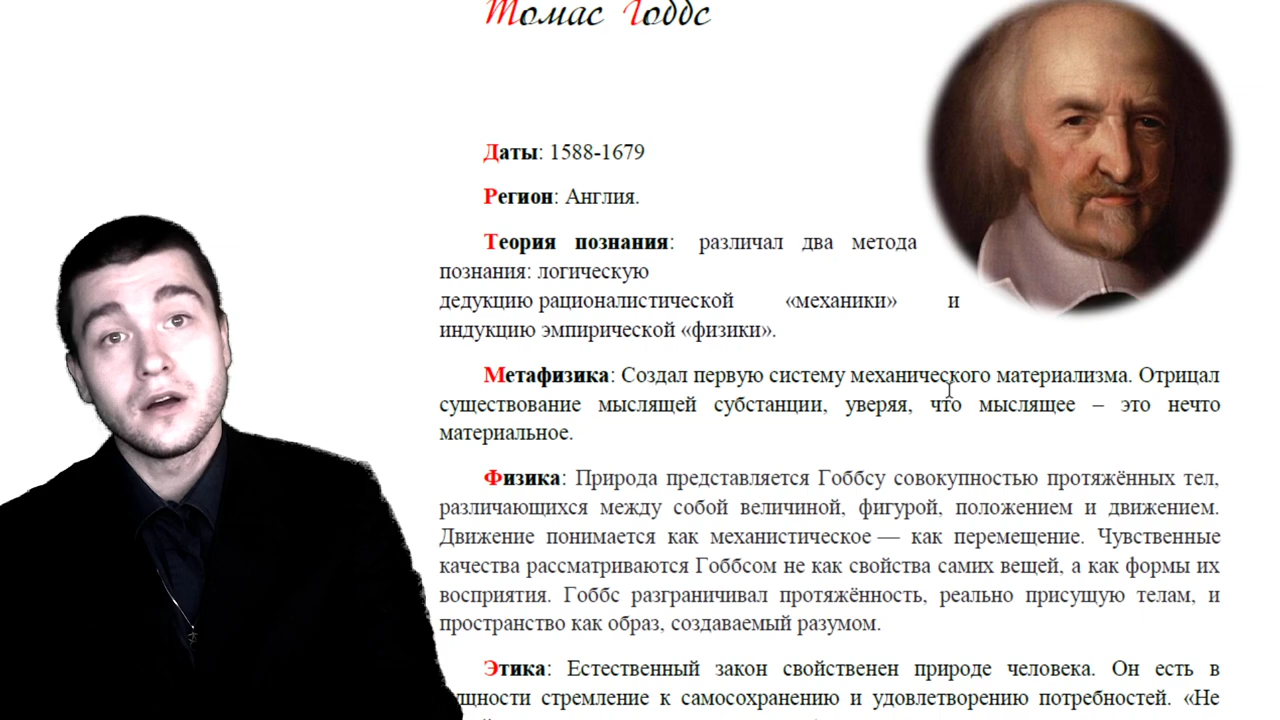 Томас Гоббс
Даты: 1588-1679
Регион: Англия.
Теория познания: различал два метода
познания: логическую
дедукцию рационалистической «механики» и
индукцию эмпирической «физики».
Метафизика: Создал первую систему механического материализма. Отрицал
существование мыслящей субстанции, уверяя, что мыслящее – это нечто
материальное.
Физика: Природа представляется Гоббсу совокупностью протяжённых тел,
различающихся между собой величиной, фигурой, положением и движением.
Движение понимается как механистическое — как перемещение. Чувственные
качества рассматриваются Гоббсом не как свойства самих вещей, а как формы их
восприятия. Гоббс разграничивал протяжённость, реально присущую телам, и
пространство как образ, создаваемый разумом.
Этика: Естественный закон свойственен природе человека. Он есть в
ущности стремление к самосохранению и удовлетворению потребностей. «Не